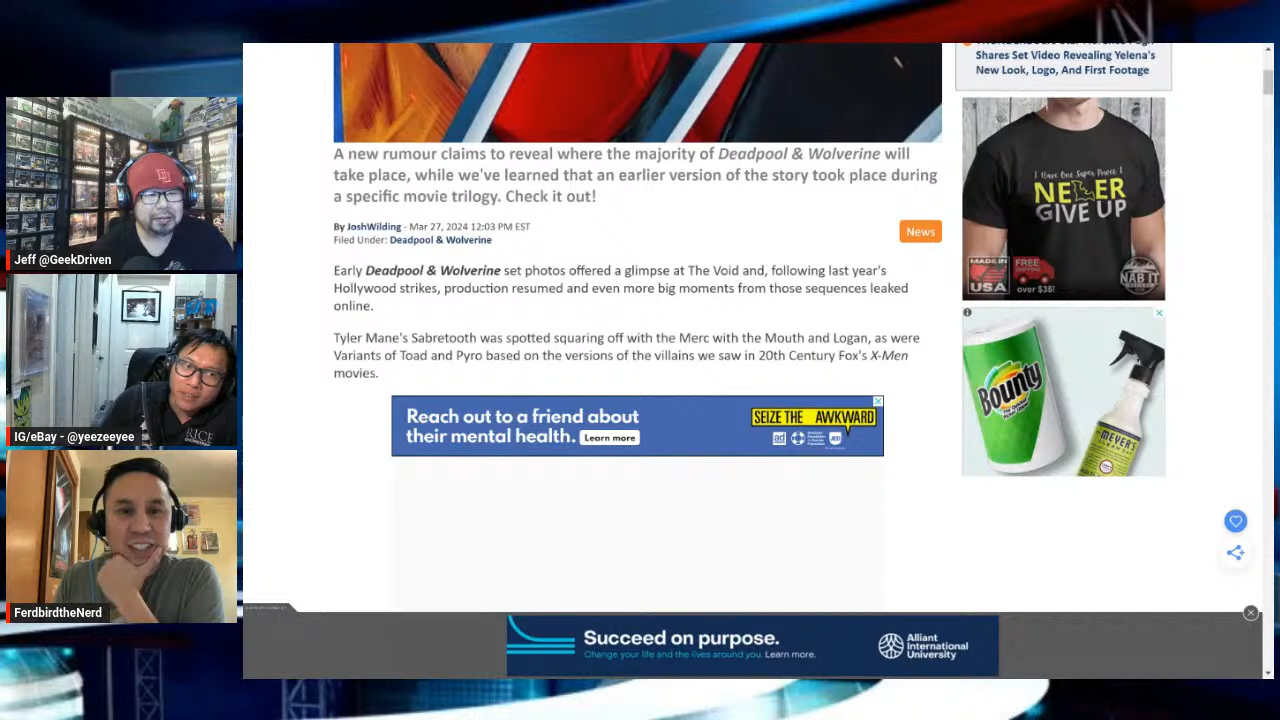 Jeff @GeekDriven
IG/eBay - @yeezeeyee
RICE
FerdbirdtheNerd
A new rumour claims to reveal where the majority of Deadpool & Wolverine will
take place, while we've learned that an earlier version of the story took place during
a specific movie trilogy. Check it out!
By JoshWilding - Mar 27, 2024 12:03 PM EST
Filed Under: Deadpool & Wolverine
News
Early Deadpool & Wolverine set photos offered a glimpse at The Void and, following last year's
Hollywood strikes, production resumed and even more big moments from those sequences leaked
online.
Tyler Mane's Sabretooth was spotted squaring off with the Merc with the Mouth and Logan, as were
Variants of Toad and Pyro based on the versions of the villains we saw in 20th Century Fox's X-Men
movies.
Reach out to a friend about
their mental health. Learn more
SEIZE THE AWKWARD
ad
JED
Shares Set Video Revealing Yelena's
New Look, Logo, And First Footage
I Have One Super Power I
NEVER
GIVE UP
MADE IN
USA
FREE
SHIPPING
over $35!
NAB IT
Bounty
MEYER'S
CLEAN DAY
Succeed on purpose.
Change your life and the lives around you. Learn more.
Alliant
International
University